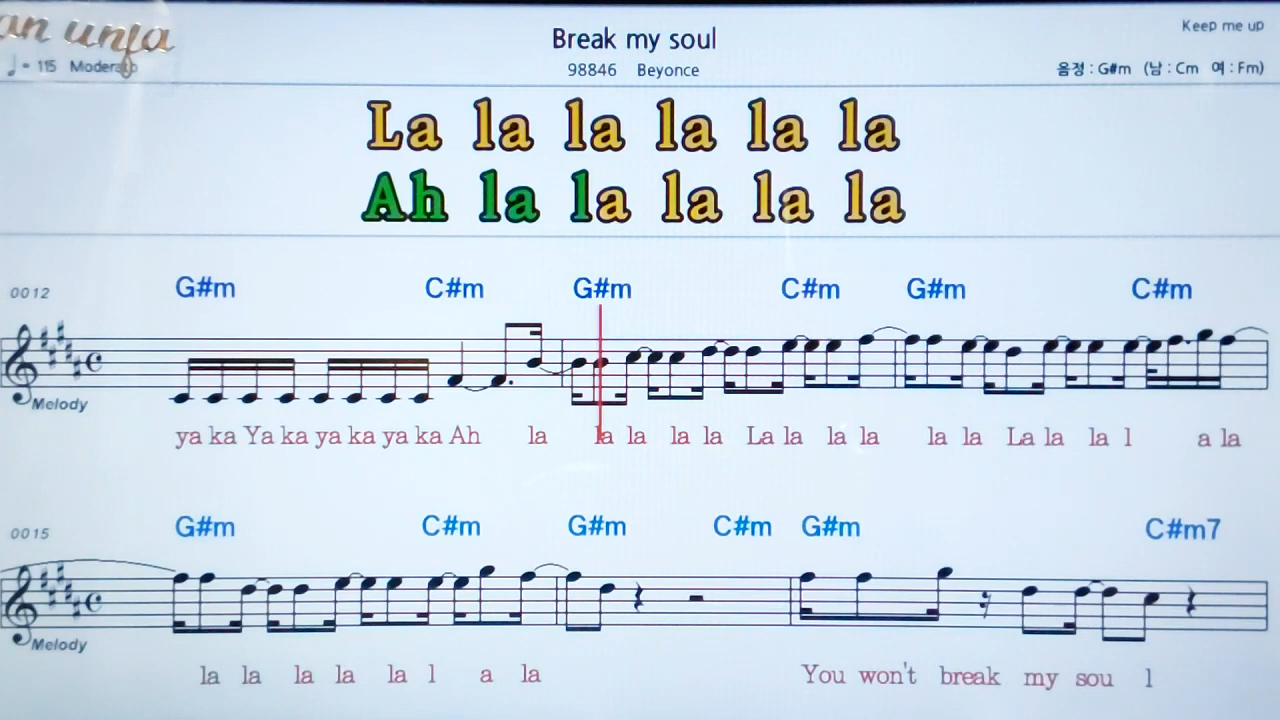 an unfa
Break my soul
Keep me up
♩ = 115 Moderato
98846 Beyonce
음정 : G#m (남 : Cm 여 : Fm)
La la la la la la
Ah la la la la la
0012
G#m C#m G#m C#m G#m C#m
Melody
ya ka Ya ka ya ka ya ka Ah la la la la la La la la la la la La la la l a la
0015
G#m C#m G#m C#m G#m C#m7
Melody
la la la la la l a la You won't break my sou l